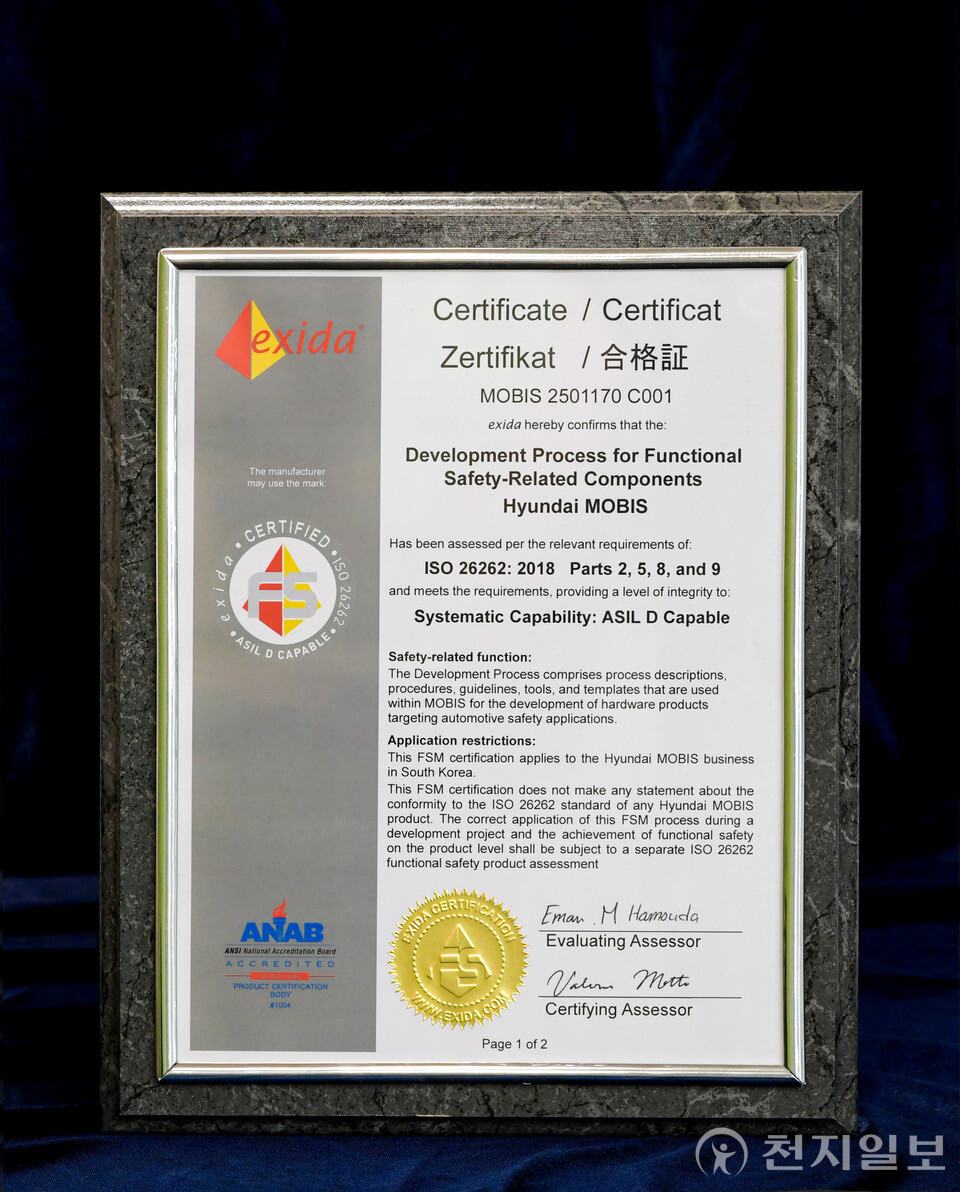 exida
Certificate / Certificat
Zertifikat / 合格証
MOBIS 2501170 C001
exida hereby confirms that the:
Development Process for Functional
Safety-Related Components
Hyundai MOBIS
The manufacturer
may use the mark:
exida • CERTIFIED • ISO 26262 • ASIL D CAPABLE •
FS
Has been assessed per the relevant requirements of:
ISO 26262: 2018 Parts 2, 5, 8, and 9
and meets the requirements, providing a level of integrity to:
Systematic Capability: ASIL D Capable
Safety-related function:
The Development Process comprises process descriptions,
procedures, guidelines, tools, and templates that are used
within MOBIS for the development of hardware products
targeting automotive safety applications.
Application restrictions:
This FSM certification applies to the Hyundai MOBIS business
in South Korea.
This FSM certification does not make any statement about the
conformity to the ISO 26262 standard of any Hyundai MOBIS
product. The correct application of this FSM process during a
development project and the achievement of functional safety
on the product level shall be subject to a separate ISO 26262
functional safety product assessment
ANAB
ANSI National Accreditation Board
ACCREDITED
PRODUCT CERTIFICATION
BODY
#1004
EXIDA CERTIFICATION
FS
WWW.EXIDA.COM
Eman M Hamouda
Evaluating Assessor
Certifying Assessor
Page 1 of 2
천지일보